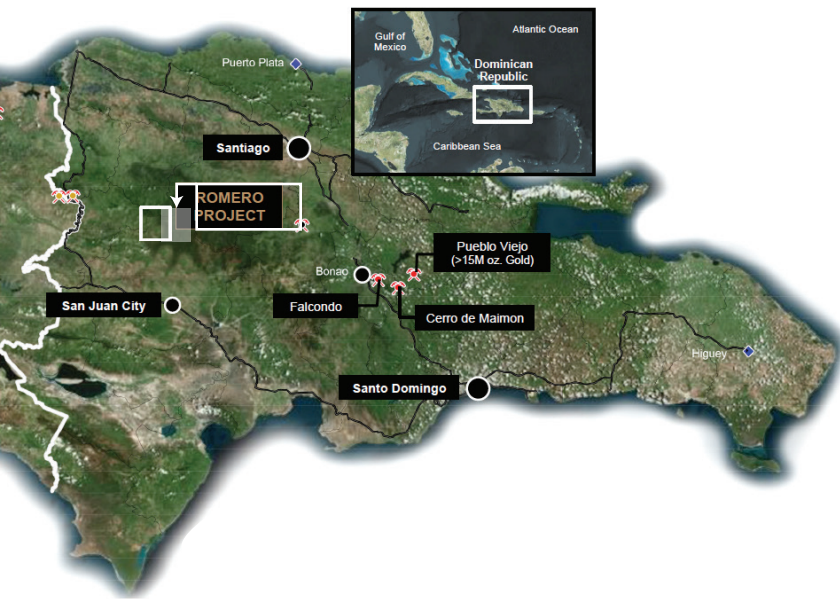 Gulf of
Mexico
Atlantic Ocean
Dominican
Republic
Caribbean Sea
Puerto Plata
Santiago
ROMERO
PROJECT
Pueblo Viejo
(>15M oz. Gold)
Bonao
San Juan City
Falcondo
Cerro de Maimon
Higuey
Santo Domingo